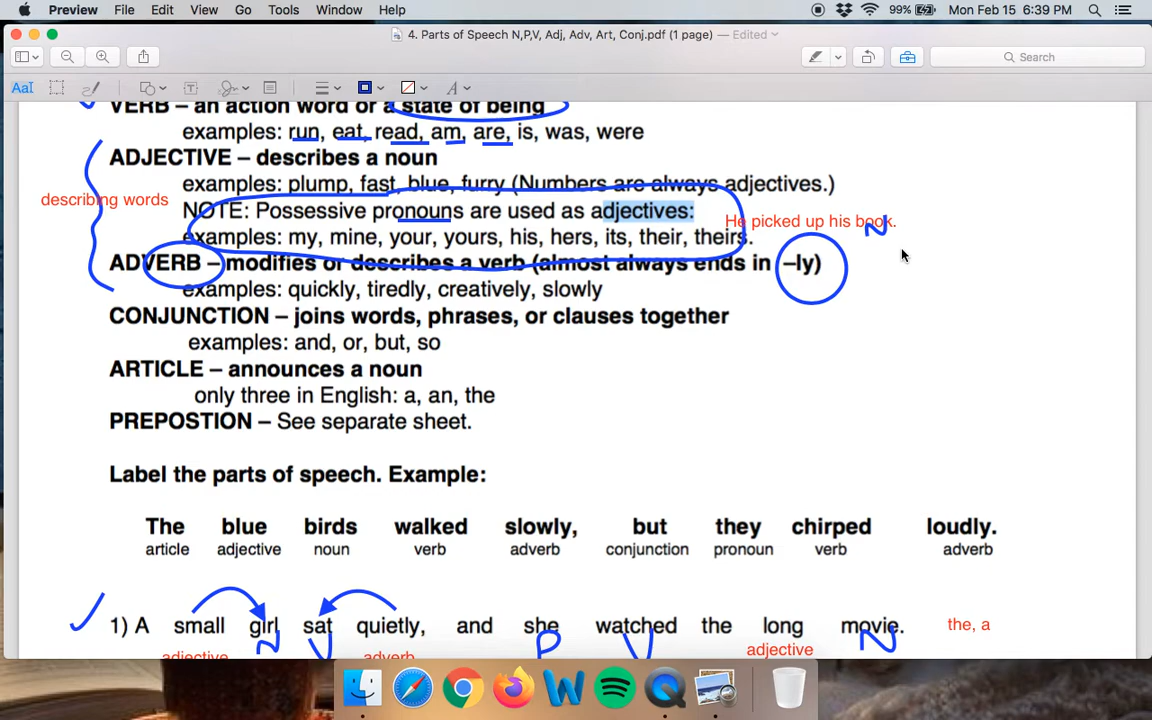 Preview File Edit View Go Tools Window Help 99% Mon Feb 15 6:39 PM
4. Parts of Speech N,P,V, Adj, Adv, Art, Conj.pdf (1 page) — Edited
Search
AaI T A
VERB – an action word or a state of being
examples: run, eat, read, am, are, is, was, were
ADJECTIVE – describes a noun
examples: plump, fast, blue, furry (Numbers are always adjectives.)
describing words
NOTE: Possessive pronouns are used as adjectives:
He picked up his book.
N
examples: my, mine, your, yours, his, hers, its, their, theirs.
ADVERB – modifies or describes a verb (almost always ends in –ly)
examples: quickly, tiredly, creatively, slowly
CONJUNCTION – joins words, phrases, or clauses together
examples: and, or, but, so
ARTICLE – announces a noun
only three in English: a, an, the
PREPOSTION – See separate sheet.
Label the parts of speech. Example:
The blue birds walked slowly, but they chirped loudly.
article adjective noun verb adverb conjunction pronoun verb adverb
1) A small girl sat quietly, and she watched the long movie. the, a
adjective N V adverb P V adjective N
W